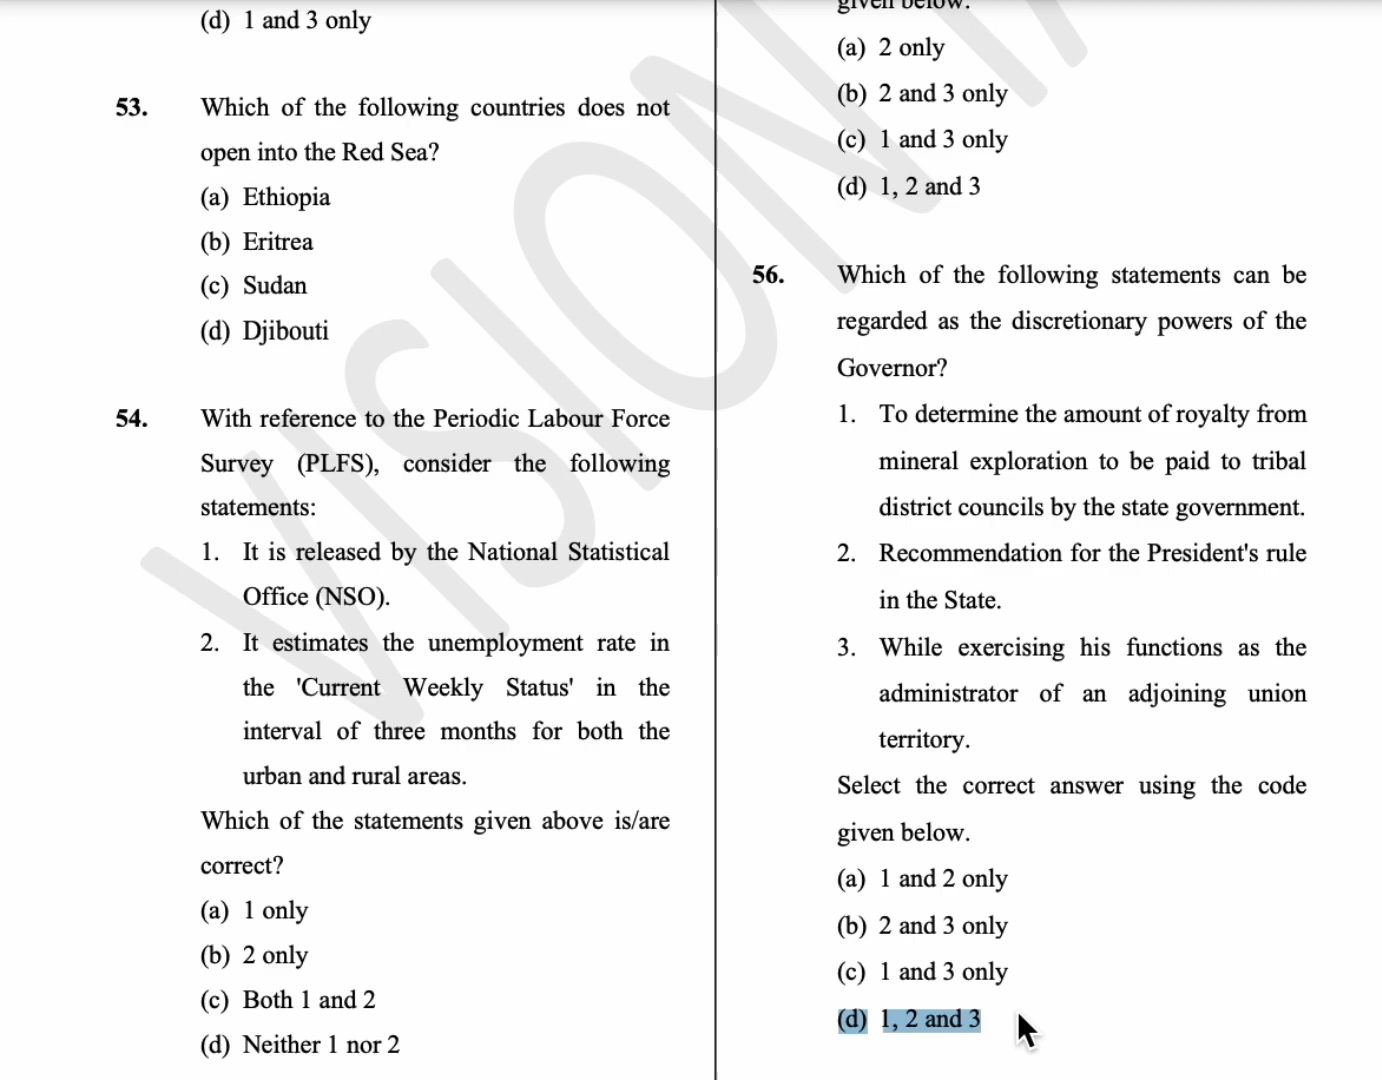 (d) 1 and 3 only
53. Which of the following countries does not
open into the Red Sea?
(a) Ethiopia
(b) Eritrea
(c) Sudan
(d) Djibouti
54. With reference to the Periodic Labour Force
Survey (PLFS), consider the following
statements:
1. It is released by the National Statistical
Office (NSO).
2. It estimates the unemployment rate in
the 'Current Weekly Status' in the
interval of three months for both the
urban and rural areas.
Which of the statements given above is/are
correct?
(a) 1 only
(b) 2 only
(c) Both 1 and 2
(d) Neither 1 nor 2
given below.
(a) 2 only
(b) 2 and 3 only
(c) 1 and 3 only
(d) 1, 2 and 3
56. Which of the following statements can be
regarded as the discretionary powers of the
Governor?
1. To determine the amount of royalty from
mineral exploration to be paid to tribal
district councils by the state government.
2. Recommendation for the President's rule
in the State.
3. While exercising his functions as the
administrator of an adjoining union
territory.
Select the correct answer using the code
given below.
(a) 1 and 2 only
(b) 2 and 3 only
(c) 1 and 3 only
(d) 1, 2 and 3
VISION